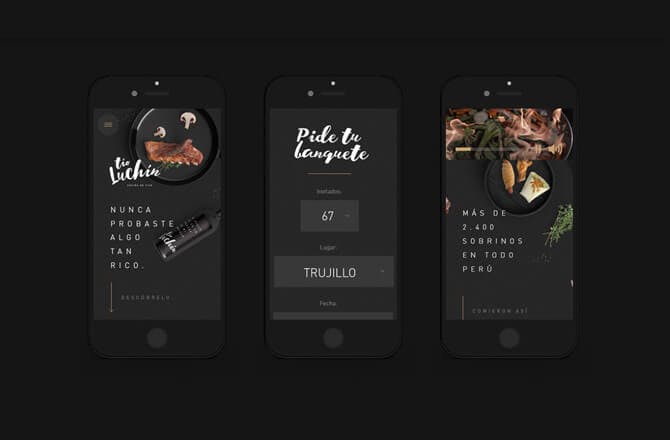 tío
Luchín
NUNCA
PROBASTE
ALGO
TAN
RICO.
DESCÚBRELO
Pide tu
banquete
Invitados:
67
Lugar:
TRUJILLO
Fecha:
MÁS DE
2.400
SOBRINOS
EN TODO
PERÚ
COMIERON ASÍ